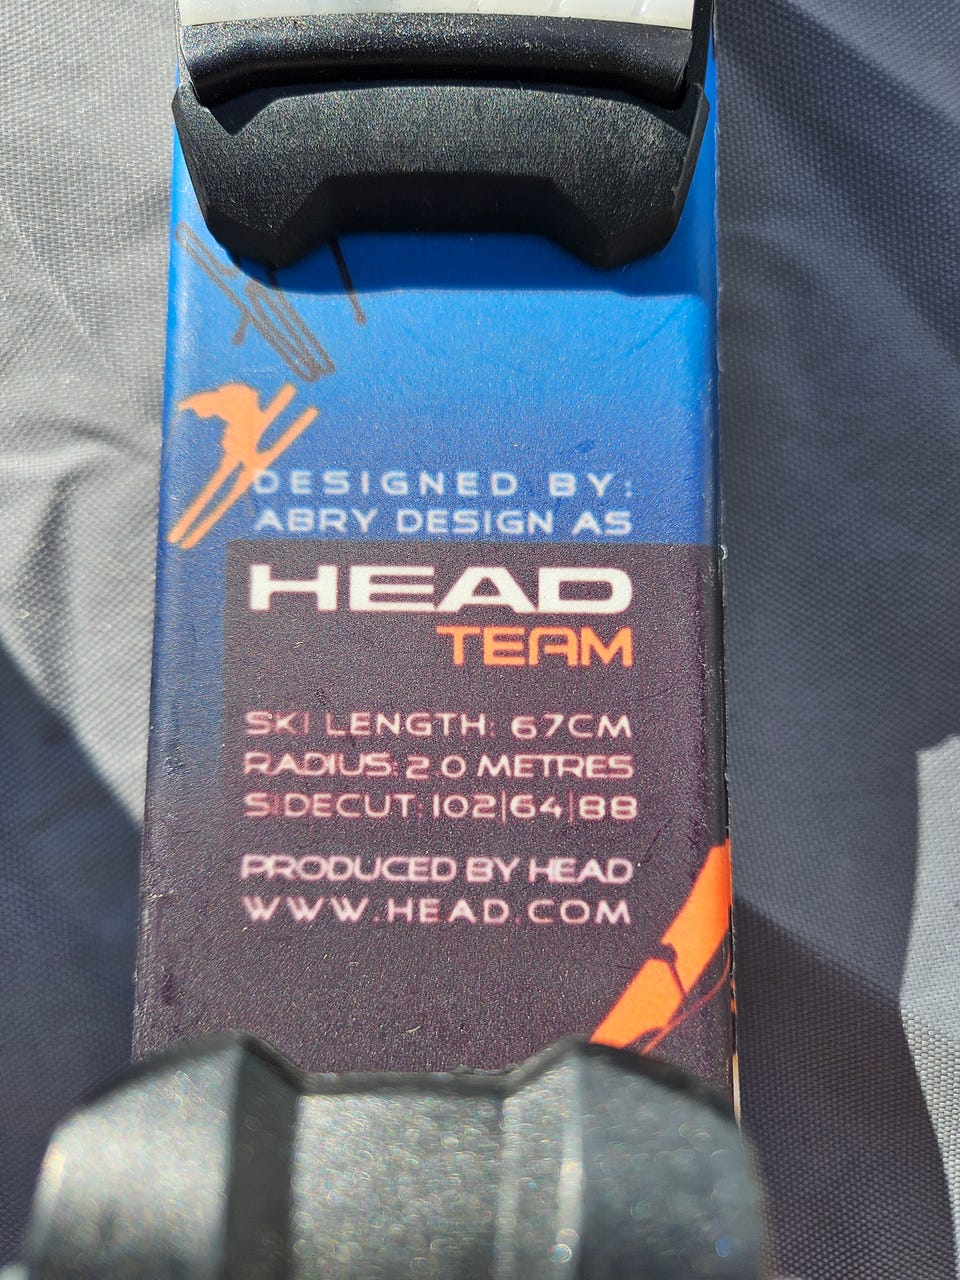 DESIGNED BY:
ABRY DESIGN AS
HEAD
TEAM
SKI LENGTH: 67CM
RADIUS: 2 0 METRES
SIDECUT: 102|64|88
PRODUCED BY HEAD
WWW.HEAD.COM